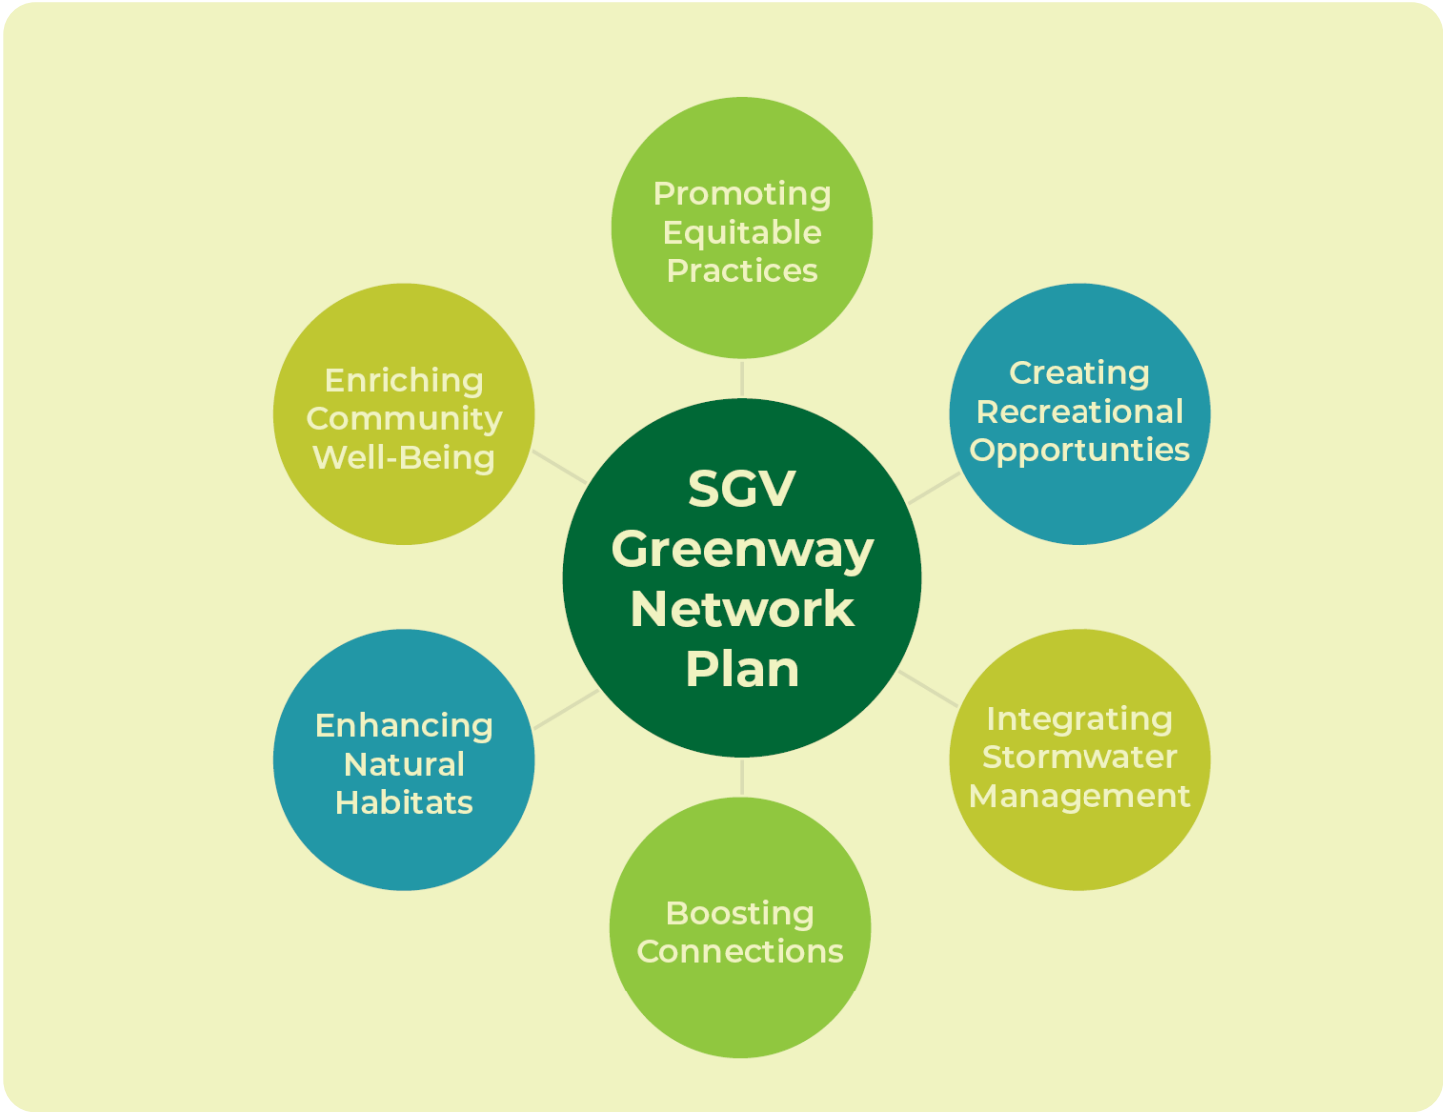 Promoting
Equitable
Practices
Enriching
Community
Well-Being
Creating
Recreational
Opportunties
SGV
Greenway
Network
Plan
Enhancing
Natural
Habitats
Integrating
Stormwater
Management
Boosting
Connections